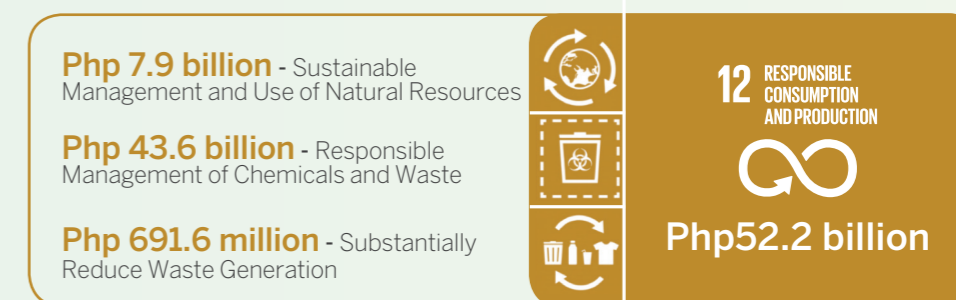 Php 7.9 billion - Sustainable
Management and Use of Natural Resources
Php 43.6 billion - Responsible
Management of Chemicals and Waste
Php 691.6 million - Substantially
Reduce Waste Generation
12 RESPONSIBLE
CONSUMPTION
AND PRODUCTION
Php52.2 billion